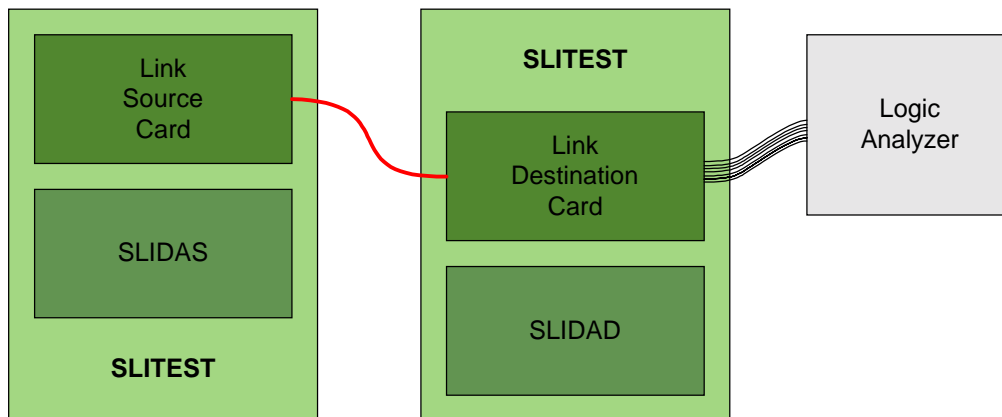 Link
Source
Card
SLIDAS
SLITEST
SLITEST
Link
Destination
Card
SLIDAD
Logic
Analyzer